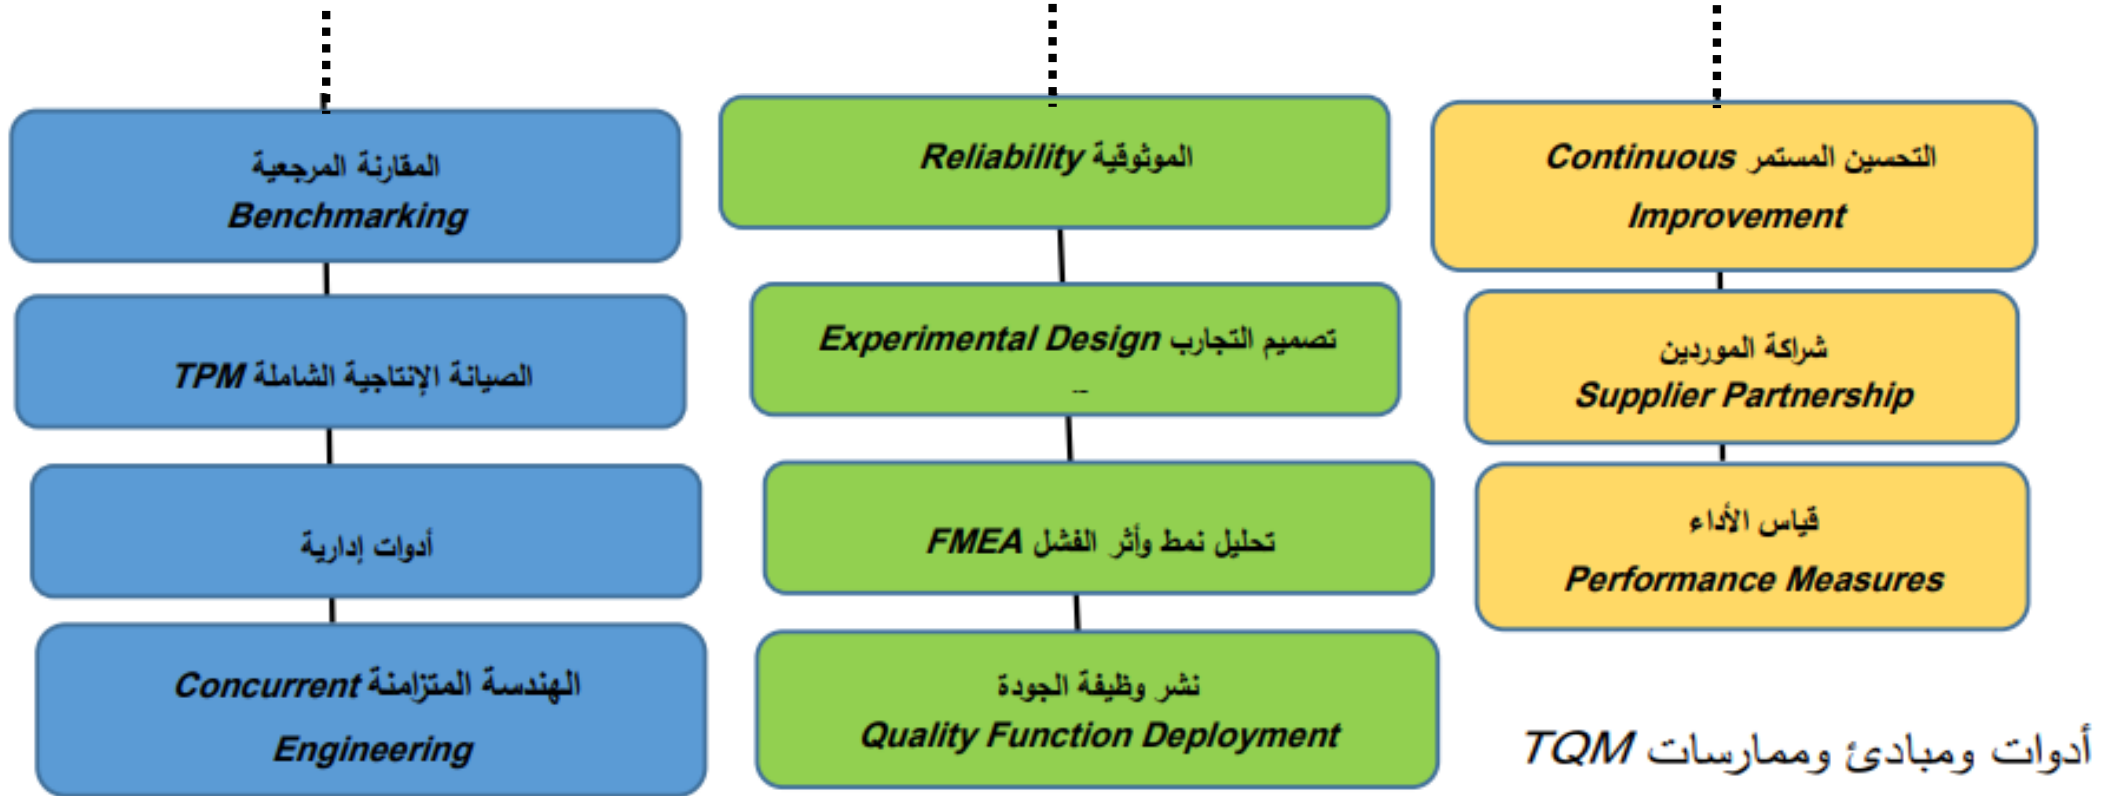 التحسين المستمر Continuous
Improvement
شراكة الموردين
Supplier Partnership
قياس الأداء
Performance Measures
الموثوقية Reliability
تصميم التجارب Experimental Design
--
تحليل نمط وأثر الفشل FMEA
نشر وظيفة الجودة
Quality Function Deployment
المقارنة المرجعية
Benchmarking
الصيانة الإنتاجية الشاملة TPM
أدوات إدارية
الهندسة المتزامنة Concurrent
Engineering
أدوات ومبادئ وممارسات TQM